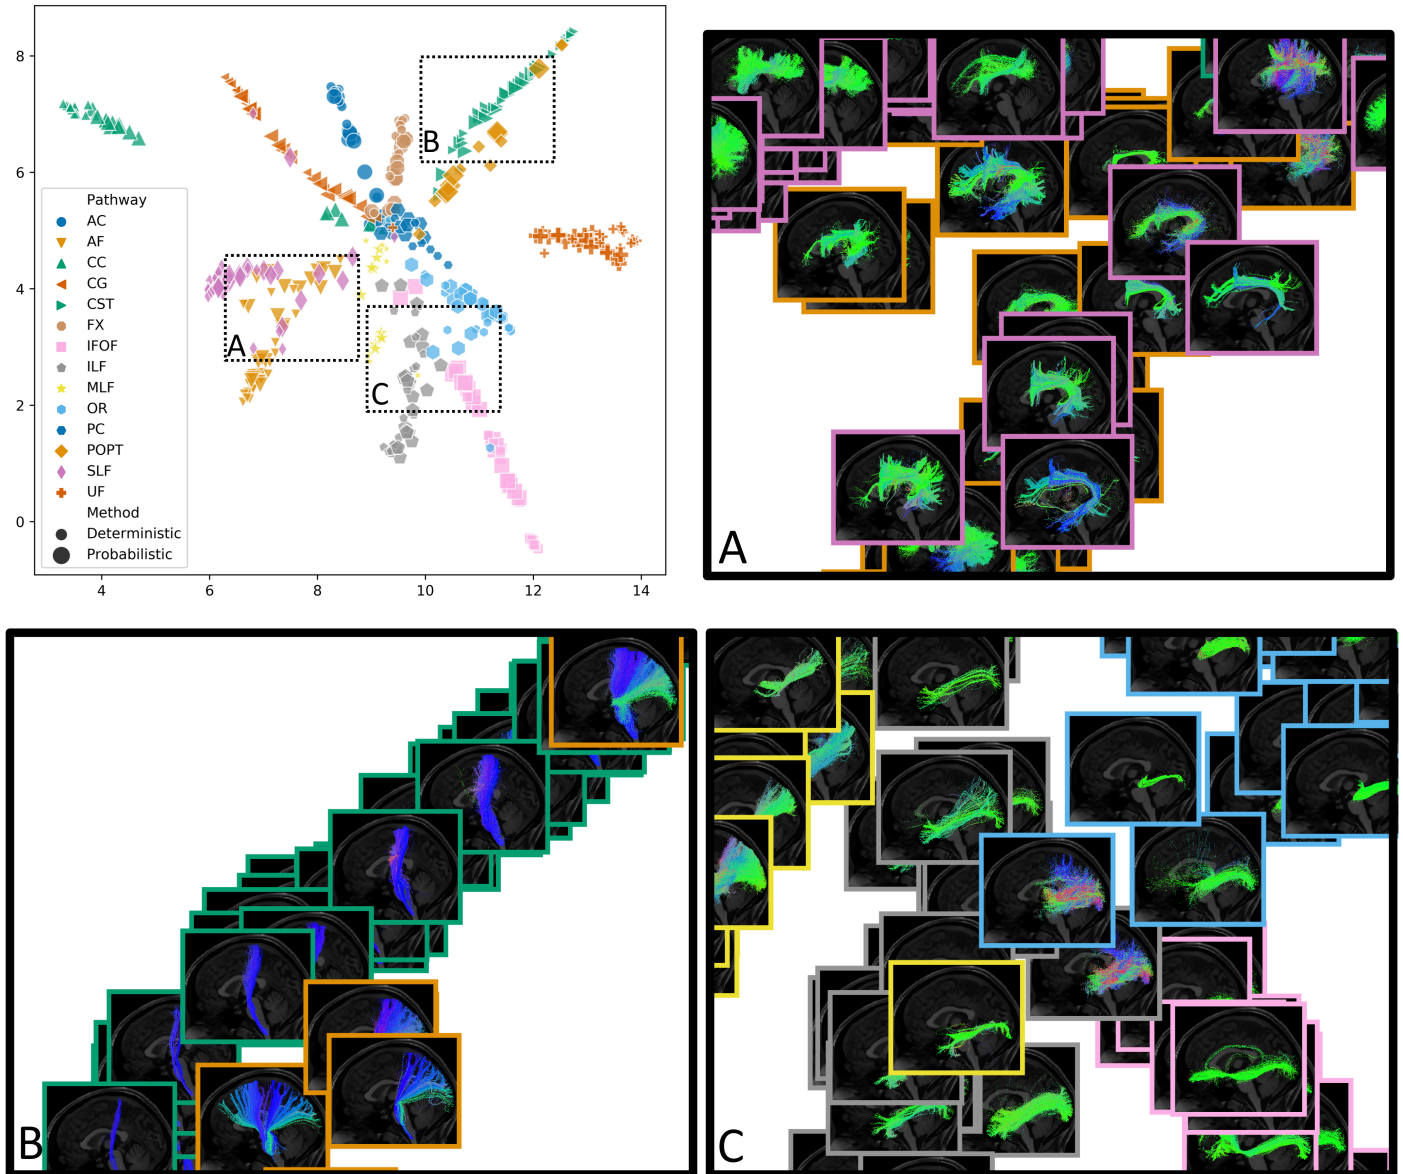 8
6
4
2
0
4
6
8
10
12
14
Pathway
AC
AF
CC
CG
CST
FX
IFOF
ILF
MLF
OR
PC
POPT
SLF
UF
Method
Deterministic
Probabilistic
A
B
C
A
B
C